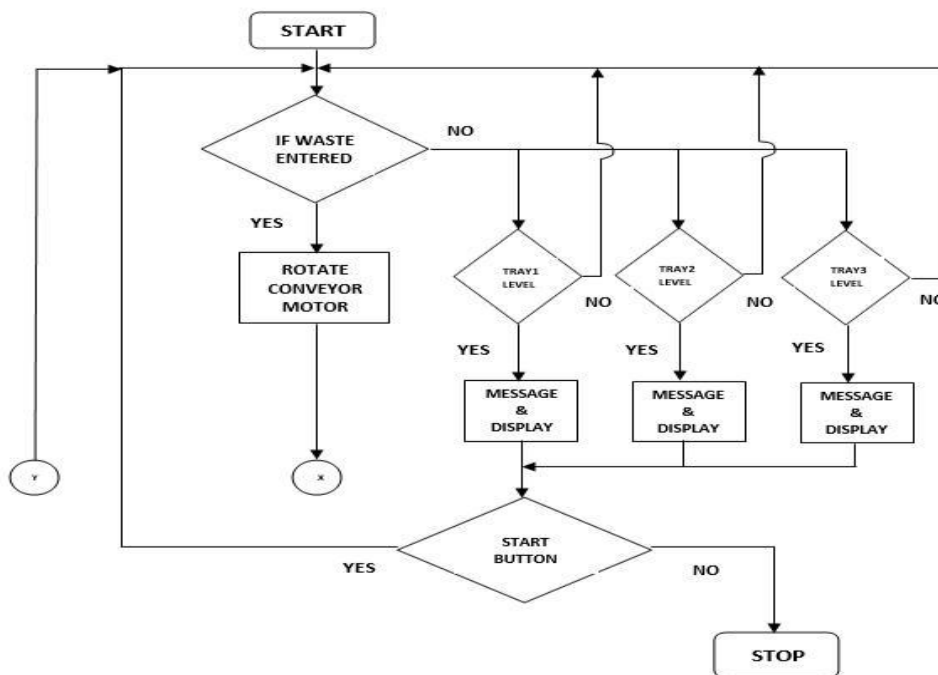 START
IF WASTE
ENTERED
NO
YES
ROTATE
CONVEYOR
MOTOR
TRAY1
LEVEL
NO
YES
TRAY2
LEVEL
NO
YES
TRAY3
LEVEL
NO
YES
MESSAGE
&
DISPLAY
MESSAGE
&
DISPLAY
MESSAGE
&
DISPLAY
Y
X
START
BUTTON
YES
NO
STOP